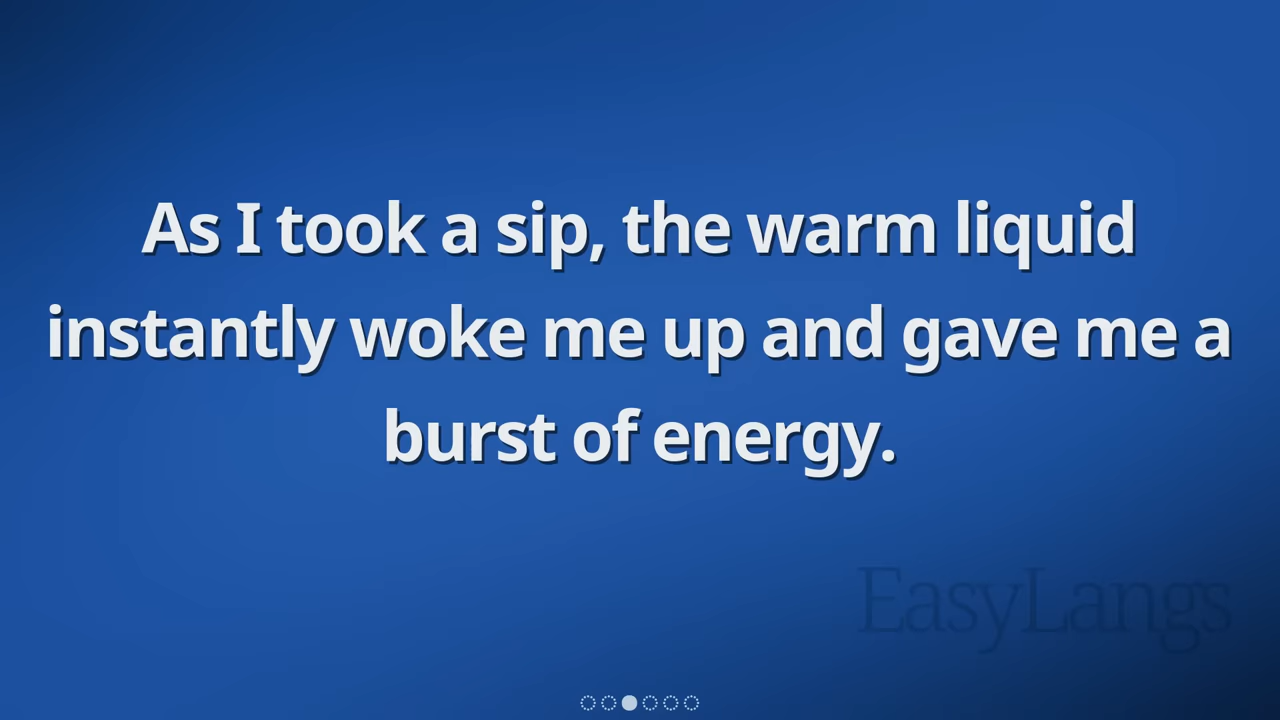 As I took a sip, the warm liquid
instantly woke me up and gave me a
burst of energy.
EasyLangs